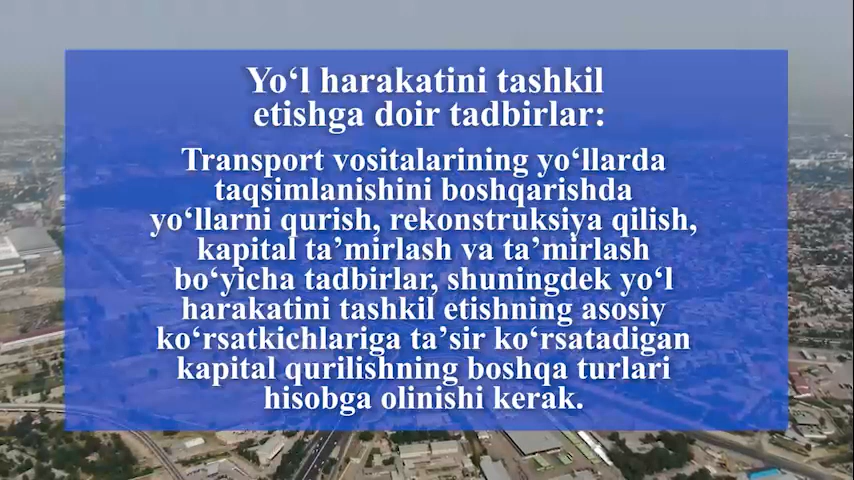 Yo‘l harakatini tashkil
etishga doir tadbirlar:
Transport vositalarining yo‘llarda
taqsimlanishini boshqarishda
yo‘llarni qurish, rekonstruksiya qilish,
kapital ta’mirlash va ta’mirlash
bo‘yicha tadbirlar, shuningdek yo‘l
harakatini tashkil etishning asosiy
ko‘rsatkichlariga ta’sir ko‘rsatadigan
kapital qurilishning boshqa turlari
hisobga olinishi kerak.